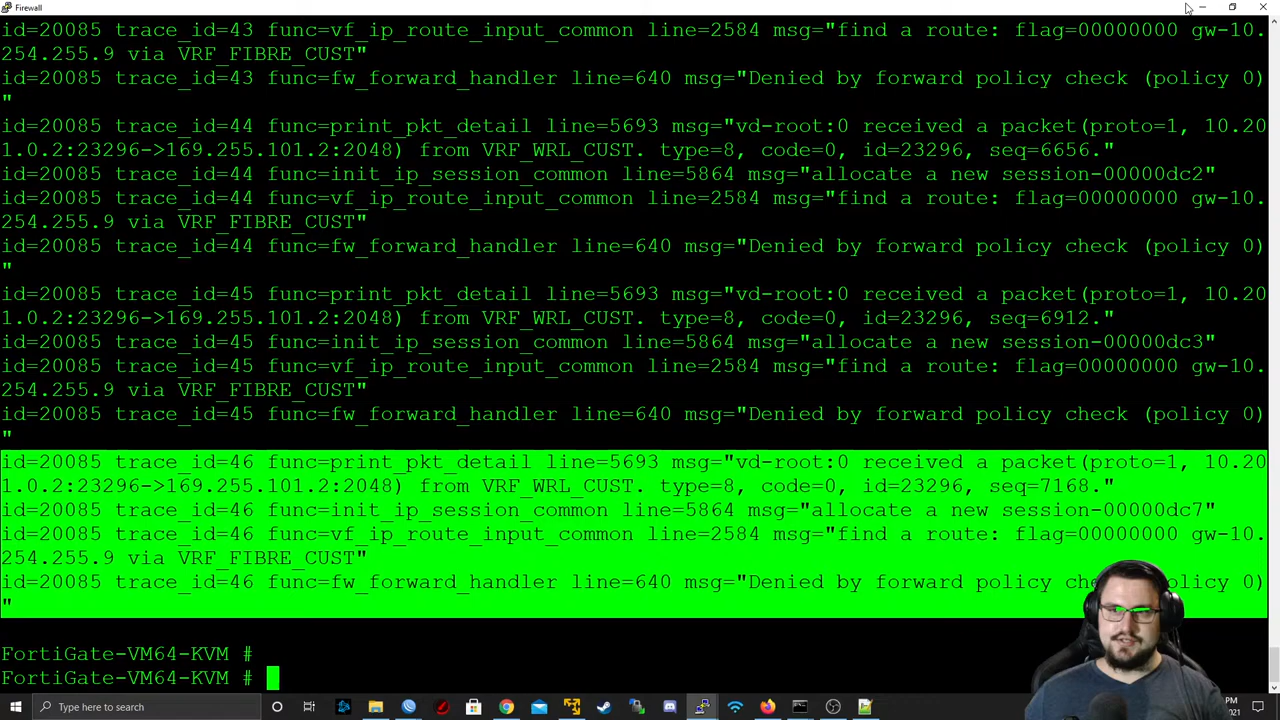 Firewall
id=20085 trace_id=43 func=vf_ip_route_input_common line=2584 msg="find a route: flag=00000000 gw-10.
254.255.9 via VRF_FIBRE_CUST"
id=20085 trace_id=43 func=fw_forward_handler line=640 msg="Denied by forward policy check (policy 0)
"
id=20085 trace_id=44 func=print_pkt_detail line=5693 msg="vd-root:0 received a packet(proto=1, 10.20
1.0.2:23296->169.255.101.2:2048) from VRF_WRL_CUST. type=8, code=0, id=23296, seq=6656."
id=20085 trace_id=44 func=init_ip_session_common line=5864 msg="allocate a new session-00000dc2"
id=20085 trace_id=44 func=vf_ip_route_input_common line=2584 msg="find a route: flag=00000000 gw-10.
254.255.9 via VRF_FIBRE_CUST"
id=20085 trace_id=44 func=fw_forward_handler line=640 msg="Denied by forward policy check (policy 0)
"
id=20085 trace_id=45 func=print_pkt_detail line=5693 msg="vd-root:0 received a packet(proto=1, 10.20
1.0.2:23296->169.255.101.2:2048) from VRF_WRL_CUST. type=8, code=0, id=23296, seq=6912."
id=20085 trace_id=45 func=init_ip_session_common line=5864 msg="allocate a new session-00000dc3"
id=20085 trace_id=45 func=vf_ip_route_input_common line=2584 msg="find a route: flag=00000000 gw-10.
254.255.9 via VRF_FIBRE_CUST"
id=20085 trace_id=45 func=fw_forward_handler line=640 msg="Denied by forward policy check (policy 0)
"
id=20085 trace_id=46 func=print_pkt_detail line=5693 msg="vd-root:0 received a packet(proto=1, 10.20
1.0.2:23296->169.255.101.2:2048) from VRF_WRL_CUST. type=8, code=0, id=23296, seq=7168."
id=20085 trace_id=46 func=init_ip_session_common line=5864 msg="allocate a new session-00000dc7"
id=20085 trace_id=46 func=vf_ip_route_input_common line=2584 msg="find a route: flag=00000000 gw-10.
254.255.9 via VRF_FIBRE_CUST"
id=20085 trace_id=46 func=fw_forward_handler line=640 msg="Denied by forward policy 0)
"
FortiGate-VM64-KVM #
FortiGate-VM64-KVM #
Type here to search